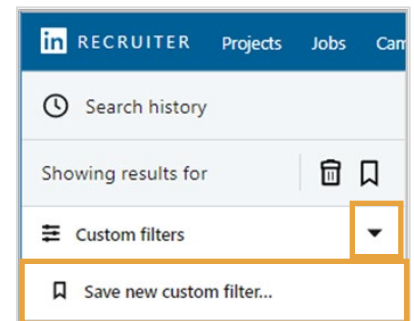 in RECRUITER Projects Jobs Cam
Search history
Showing results for
Custom filters
Save new custom filter...